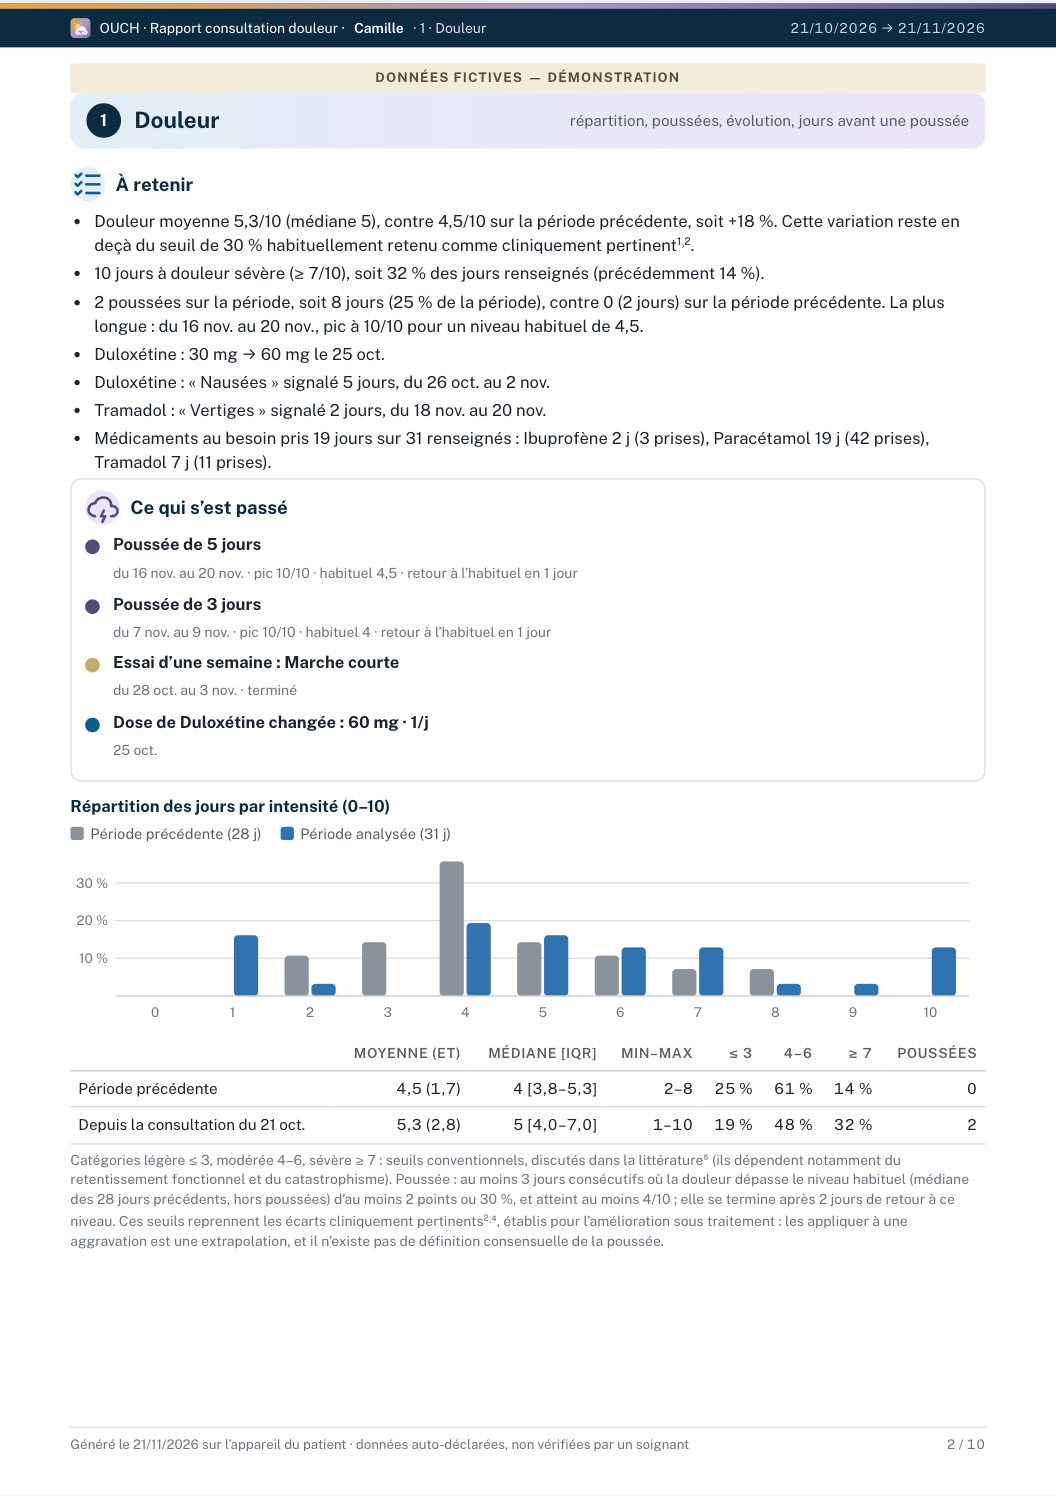 OUCH · Rapport consultation douleur · Camille · 1 · Douleur
21/10/2026 → 21/11/2026
DONNÉES FICTIVES — DÉMONSTRATION
1 Douleur
répartition, poussées, évolution, jours avant une poussée
À retenir
• Douleur moyenne 5,3/10 (médiane 5), contre 4,5/10 sur la période précédente, soit +18 %. Cette variation reste en
deçà du seuil de 30 % habituellement retenu comme cliniquement pertinent¹,².
• 10 jours à douleur sévère (≥ 7/10), soit 32 % des jours renseignés (précédemment 14 %).
• 2 poussées sur la période, soit 8 jours (25 % de la période), contre 0 (2 jours) sur la période précédente. La plus
longue : du 16 nov. au 20 nov., pic à 10/10 pour un niveau habituel de 4,5.
• Duloxétine : 30 mg → 60 mg le 25 oct.
• Duloxétine : « Nausées » signalé 5 jours, du 26 oct. au 2 nov.
• Tramadol : « Vertiges » signalé 2 jours, du 18 nov. au 20 nov.
• Médicaments au besoin pris 19 jours sur 31 renseignés : Ibuprofène 2 j (3 prises), Paracétamol 19 j (42 prises),
Tramadol 7 j (11 prises).
Ce qui s’est passé
Poussée de 5 jours
du 16 nov. au 20 nov. · pic 10/10 · habituel 4,5 · retour à l’habituel en 1 jour
Poussée de 3 jours
du 7 nov. au 9 nov. · pic 10/10 · habituel 4 · retour à l’habituel en 1 jour
Essai d’une semaine : Marche courte
du 28 oct. au 3 nov. · terminé
Dose de Duloxétine changée : 60 mg · 1/j
25 oct.
Répartition des jours par intensité (0–10)
Période précédente (28 j) Période analysée (31 j)
30 %
20 %
10 %
0 1 2 3 4 5 6 7 8 9 10
MOYENNE (ET) MÉDIANE [IQR] MIN–MAX ≤ 3 4–6 ≥ 7 POUSSÉES
Période précédente 4,5 (1,7) 4 [3,8–5,3] 2–8 25 % 61 % 14 % 0
Depuis la consultation du 21 oct. 5,3 (2,8) 5 [4,0–7,0] 1–10 19 % 48 % 32 % 2
Catégories légère ≤ 3, modérée 4–6, sévère ≥ 7 : seuils conventionnels, discutés dans la littérature⁵ (ils dépendent notamment du
retentissement fonctionnel et du catastrophisme). Poussée : au moins 3 jours consécutifs où la douleur dépasse le niveau habituel (médiane
des 28 jours précédents, hors poussées) d’au moins 2 points ou 30 %, et atteint au moins 4/10 ; elle se termine après 2 jours de retour à ce
niveau. Ces seuils reprennent les écarts cliniquement pertinents²,⁴, établis pour l’amélioration sous traitement : les appliquer à une
aggravation est une extrapolation, et il n’existe pas de définition consensuelle de la poussée.
Généré le 21/11/2026 sur l’appareil du patient · données auto-déclarées, non vérifiées par un soignant
2 / 10